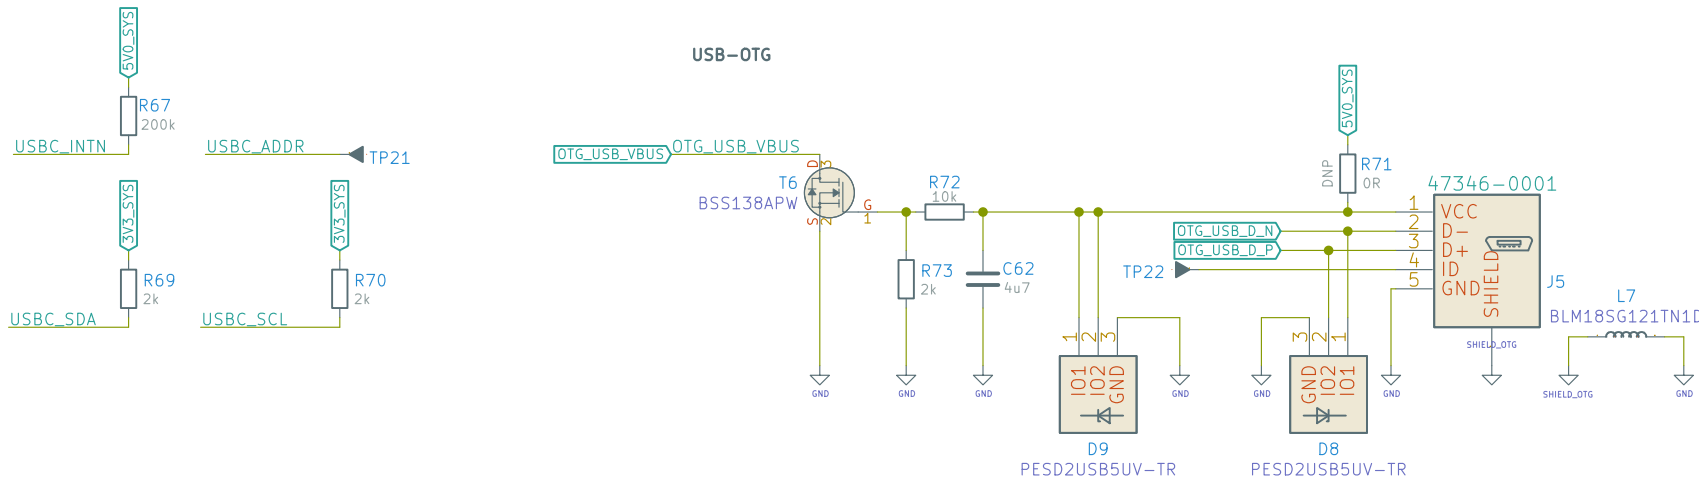 USB-OTG
5V0_SYS
R67
200k
USBC_INTN
USBC_ADDR
TP21
3V3_SYS
R69
2k
USBC_SDA
3V3_SYS
R70
2k
USBC_SCL
OTG_USB_VBUS
OTG_USB_VBUS
D
3
T6
BSS138APW
G
1
S
2
GND
R72
10k
R73
2k
GND
C62
4u7
GND
1
2
3
IO1
IO2
GND
D9
PESD2USB5UV-TR
GND
5V0_SYS
R71
0R
DNP
OTG_USB_D_N
OTG_USB_D_P
TP22
3
2
1
GND
IO2
IO1
D8
PESD2USB5UV-TR
GND
GND
47346-0001
1
VCC
2
D-
3
D+
4
ID
5
GND
SHIELD
J5
SHIELD_OTG
L7
BLM18SG121TN1D
SHIELD_OTG
GND